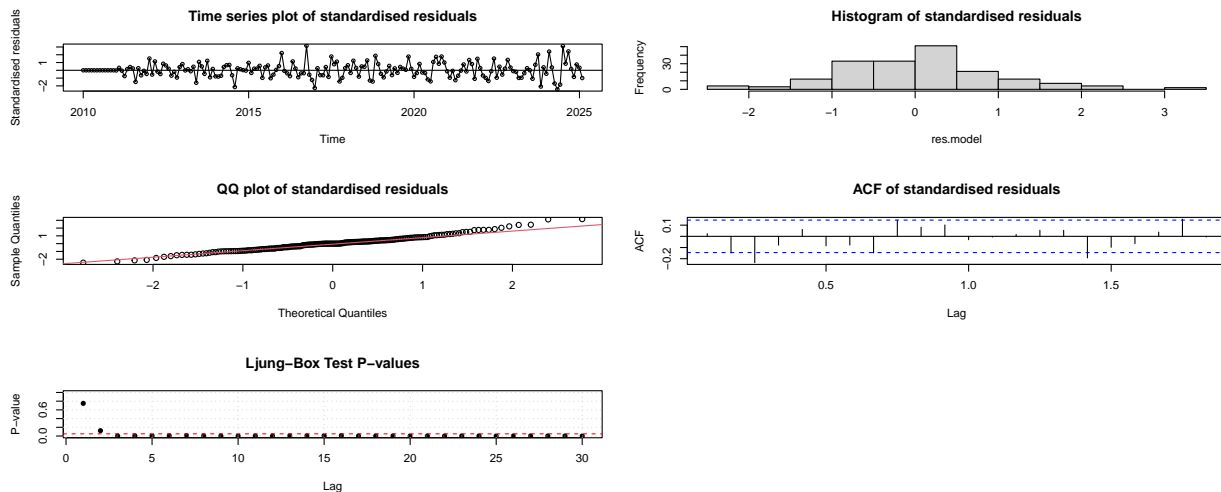 Time series plot of standardised residuals
Standardised residuals
1
−2
2010
2015
2020
2025
Time
Histogram of standardised residuals
Frequency
30
0
−2
−1
0
1
2
3
res.model
QQ plot of standardised residuals
Sample Quantiles
1
−2
−2
−1
0
1
2
Theoretical Quantiles
ACF of standardised residuals
ACF
0.1
−0.2
0.5
1.0
1.5
Lag
Ljung−Box Test P−values
P−value
0.6
0.0
0
5
10
15
20
25
30
Lag